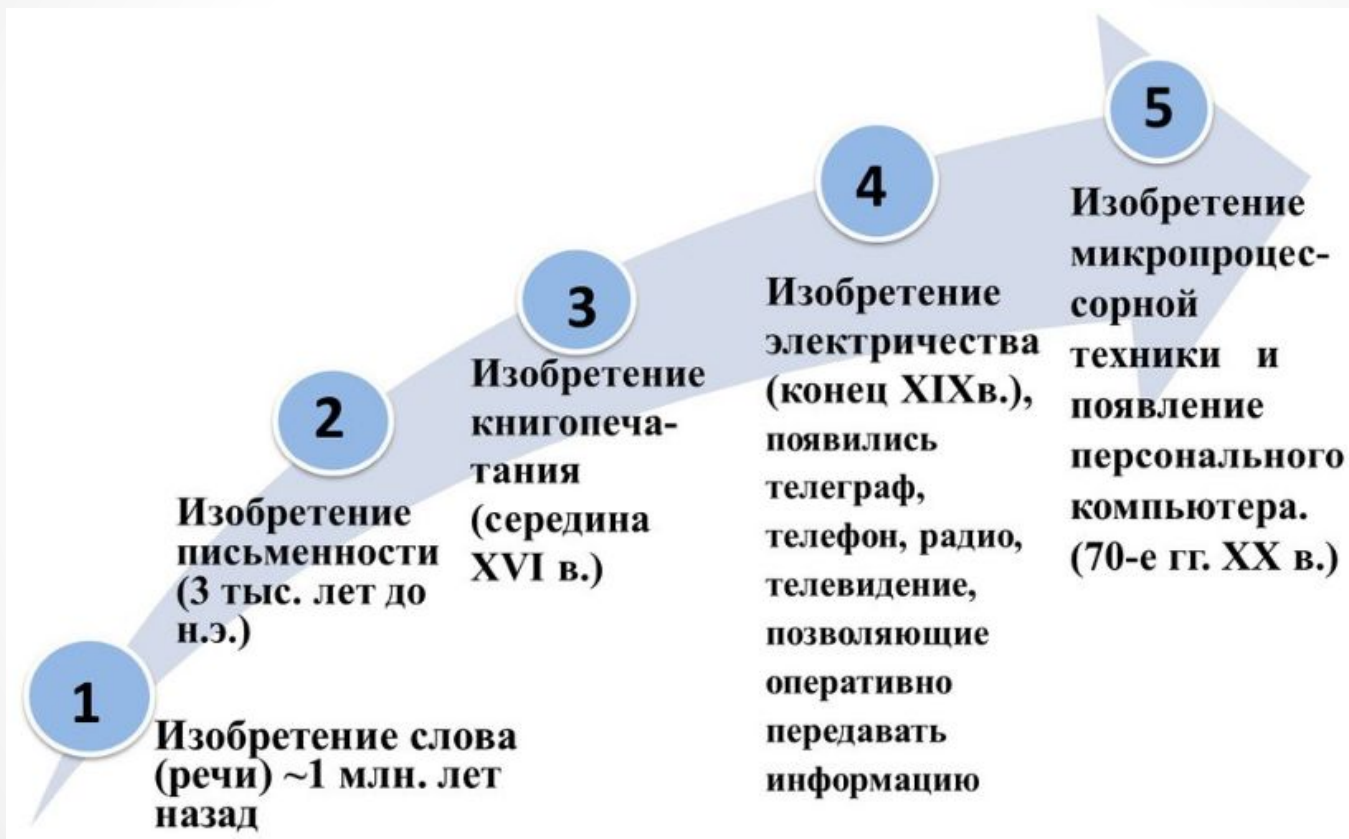 1
Изобретение слова
(речи) ~1 млн. лет
назад
2
Изобретение
письменности
(3 тыс. лет до
н.э.)
3
Изобретение
книгопеча-
тания
(середина
XVI в.)
4
Изобретение
электричества
(конец XIXв.),
появились
телеграф,
телефон, радио,
телевидение,
позволяющие
оперативно
передавать
информацию
5
Изобретение
микропроцес-
сорной
техники и
появление
персонального
компьютера.
(70-е гг. XX в.)